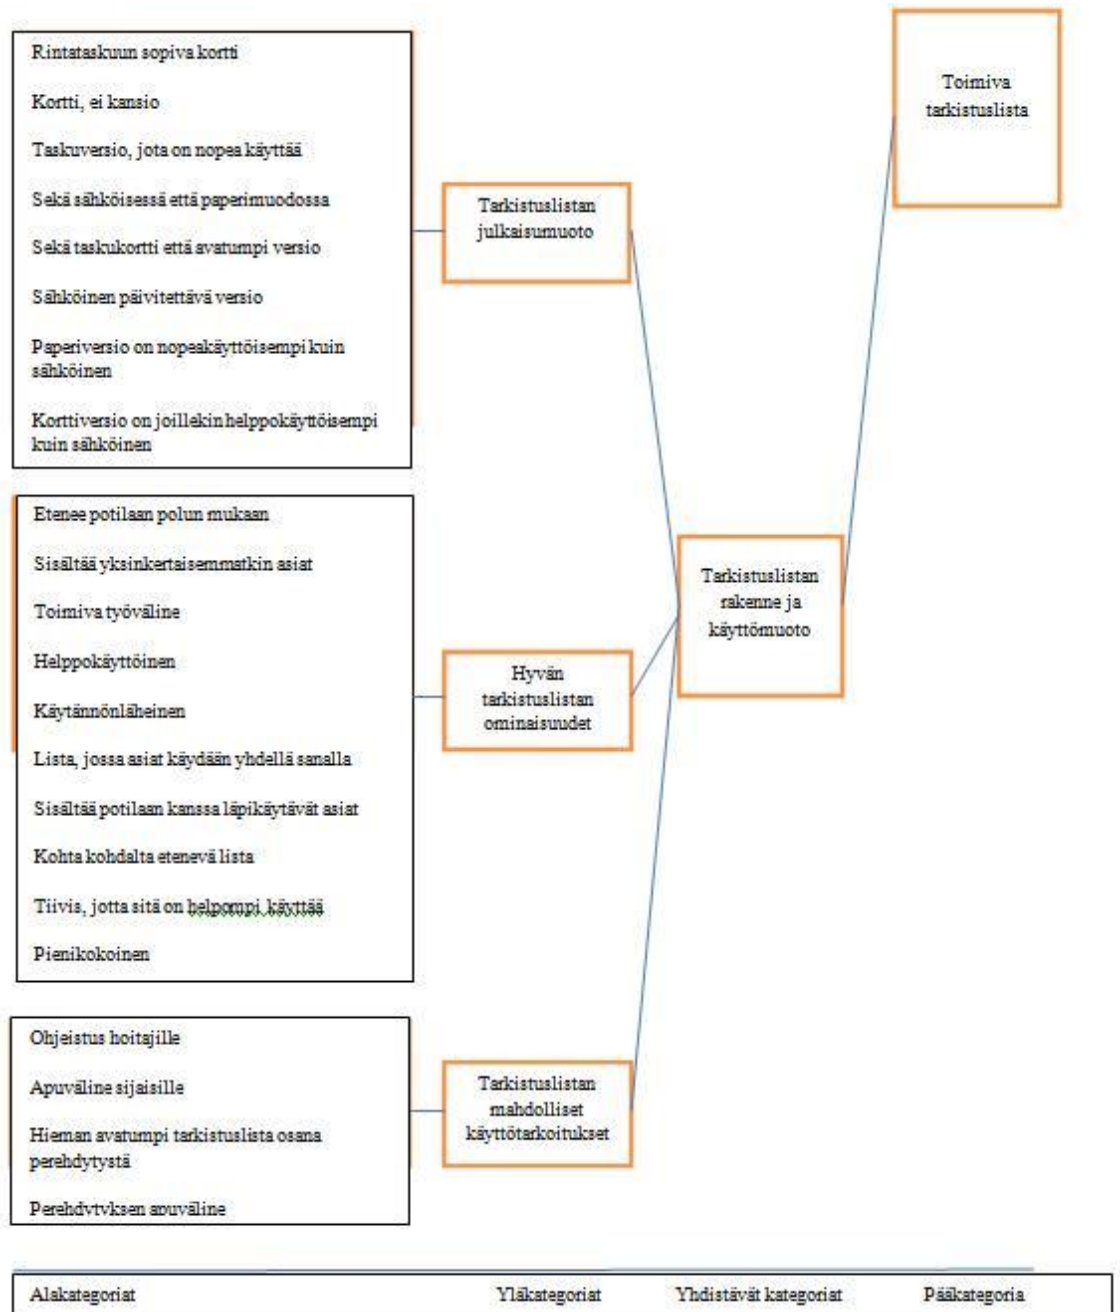 Rintataskuun sopiva kortti
Kortti, ei kansio
Taskuversio, jota on nopea käyttää
Sekä sähköisessä että paperimuodossa
Sekä taskukortti että avatumpi versio
Sähköinen päivitettävä versio
Paperiversio on nopeakäyttöisempi kuin
sähköinen
Korttiversio on joillekin helppokäyttöisempi
kuin sähköinen
Tarkistuslistan
julkaisumuoto
Toimiva
tarkistuslista
Etenee potilaan polun mukaan
Sisältää yksinkertaisemmatkin asiat
Toimiva työväline
Helppokäyttöinen
Käytännönläheinen
Lista, jossa asiat käydään yhdellä sanalla
Sisältää potilaan kanssa läpikäytävät asiat
Kohta kohdalta etenevä lista
Tiivis, jotta sitä on helpompi käyttää
Pienikokoinen
Hyvän
tarkistuslistan
ominaisuudet
Tarkistuslistan
rakenne ja
käyttömuoto
Ohjeistus hoitajille
Apuväline sijaisille
Hieman avatumpi tarkistuslista osana
perehdytystä
Perehdytyksen apuväline
Tarkistuslistan
mahdolliset
käyttötarkoitukset
Alakategoriat Yläkategoriat Yhdistävät kategoriat Pääkategoria